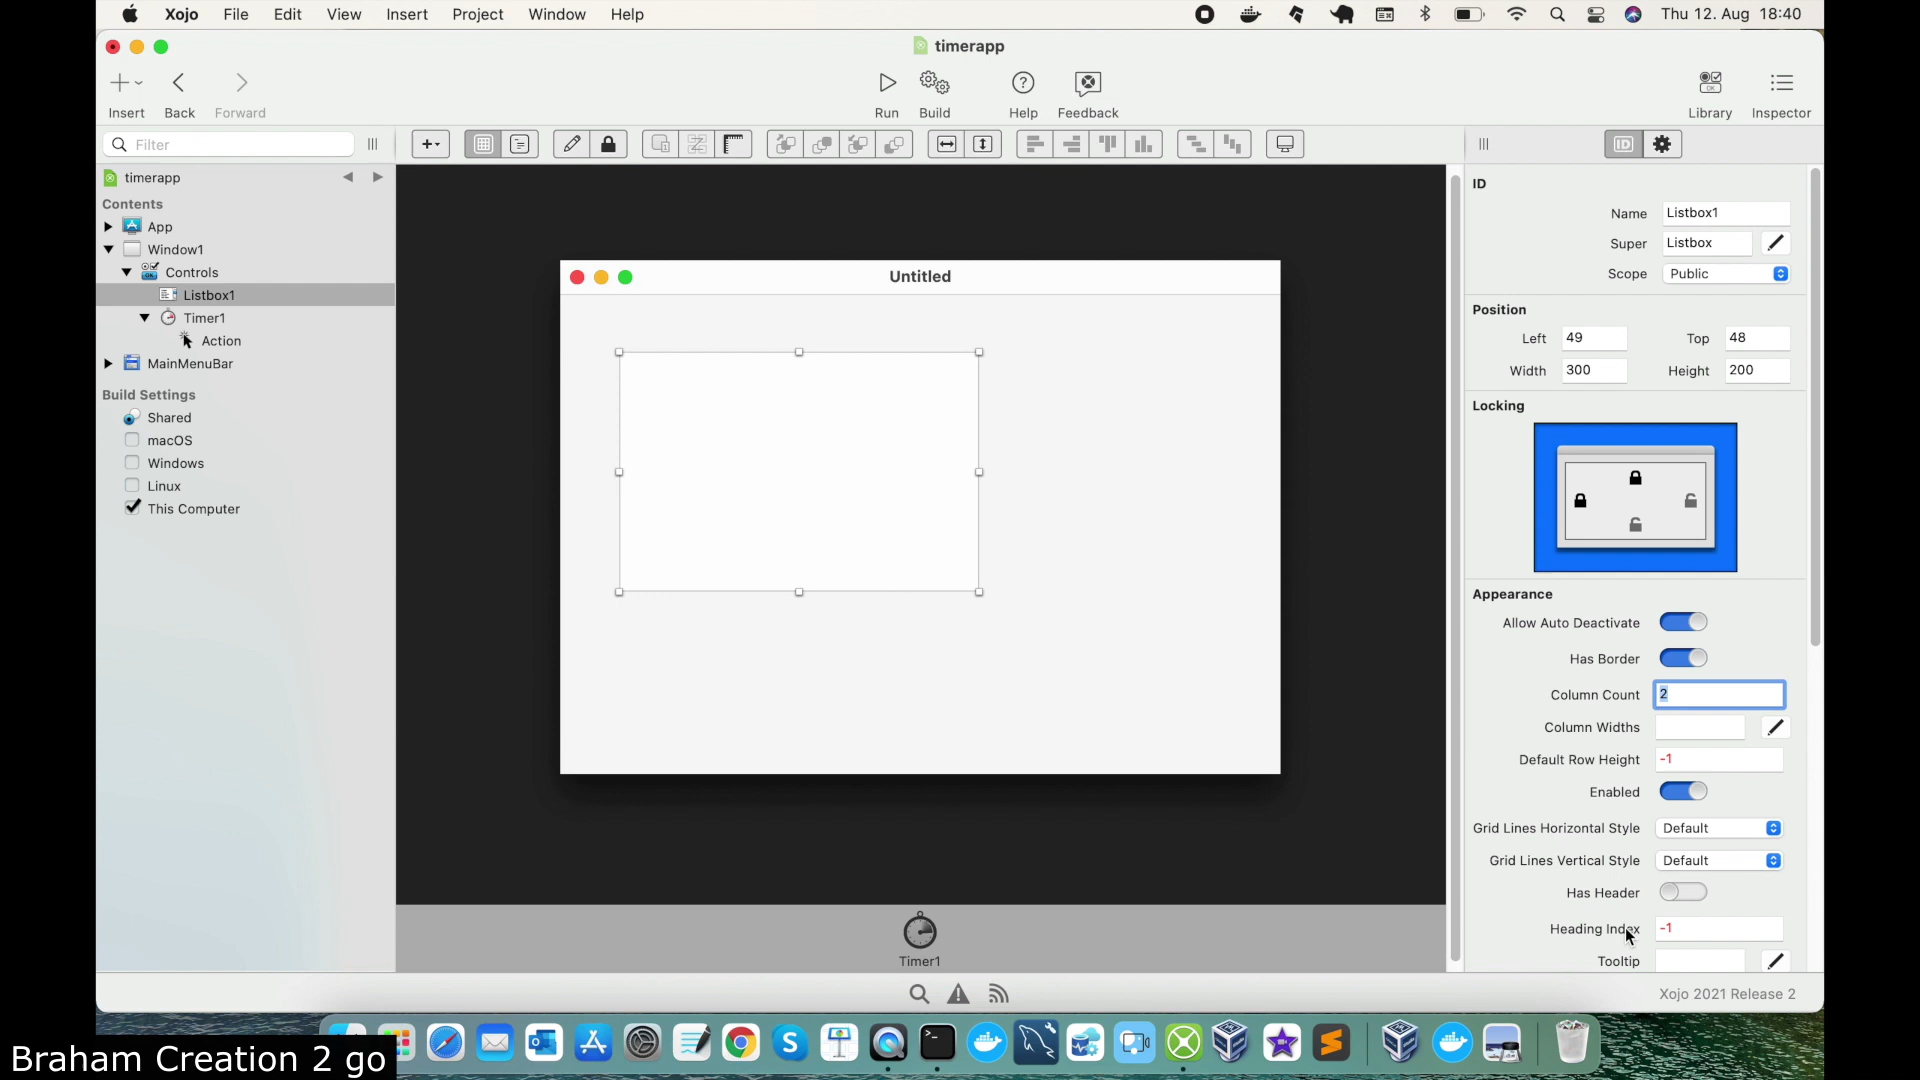 Xojo File Edit View Insert Project Window Help Thu 12. Aug 18:40
timerapp
Insert Back Forward Run Build Help Feedback Library Inspector
Filter
timerapp
Contents
App
Window1
Controls
Listbox1
Timer1
Action
MainMenuBar
Build Settings
Shared
macOS
Windows
Linux
This Computer
Untitled
Timer1
ID
Name Listbox1
Super Listbox
Scope Public
Position
Left 49 Top 48
Width 300 Height 200
Locking
Appearance
Allow Auto Deactivate
Has Border
Column Count 2
Column Widths
Default Row Height -1
Enabled
Grid Lines Horizontal Style Default
Grid Lines Vertical Style Default
Has Header
Heading Index -1
Tooltip
Xojo 2021 Release 2
Braham Creation 2 go